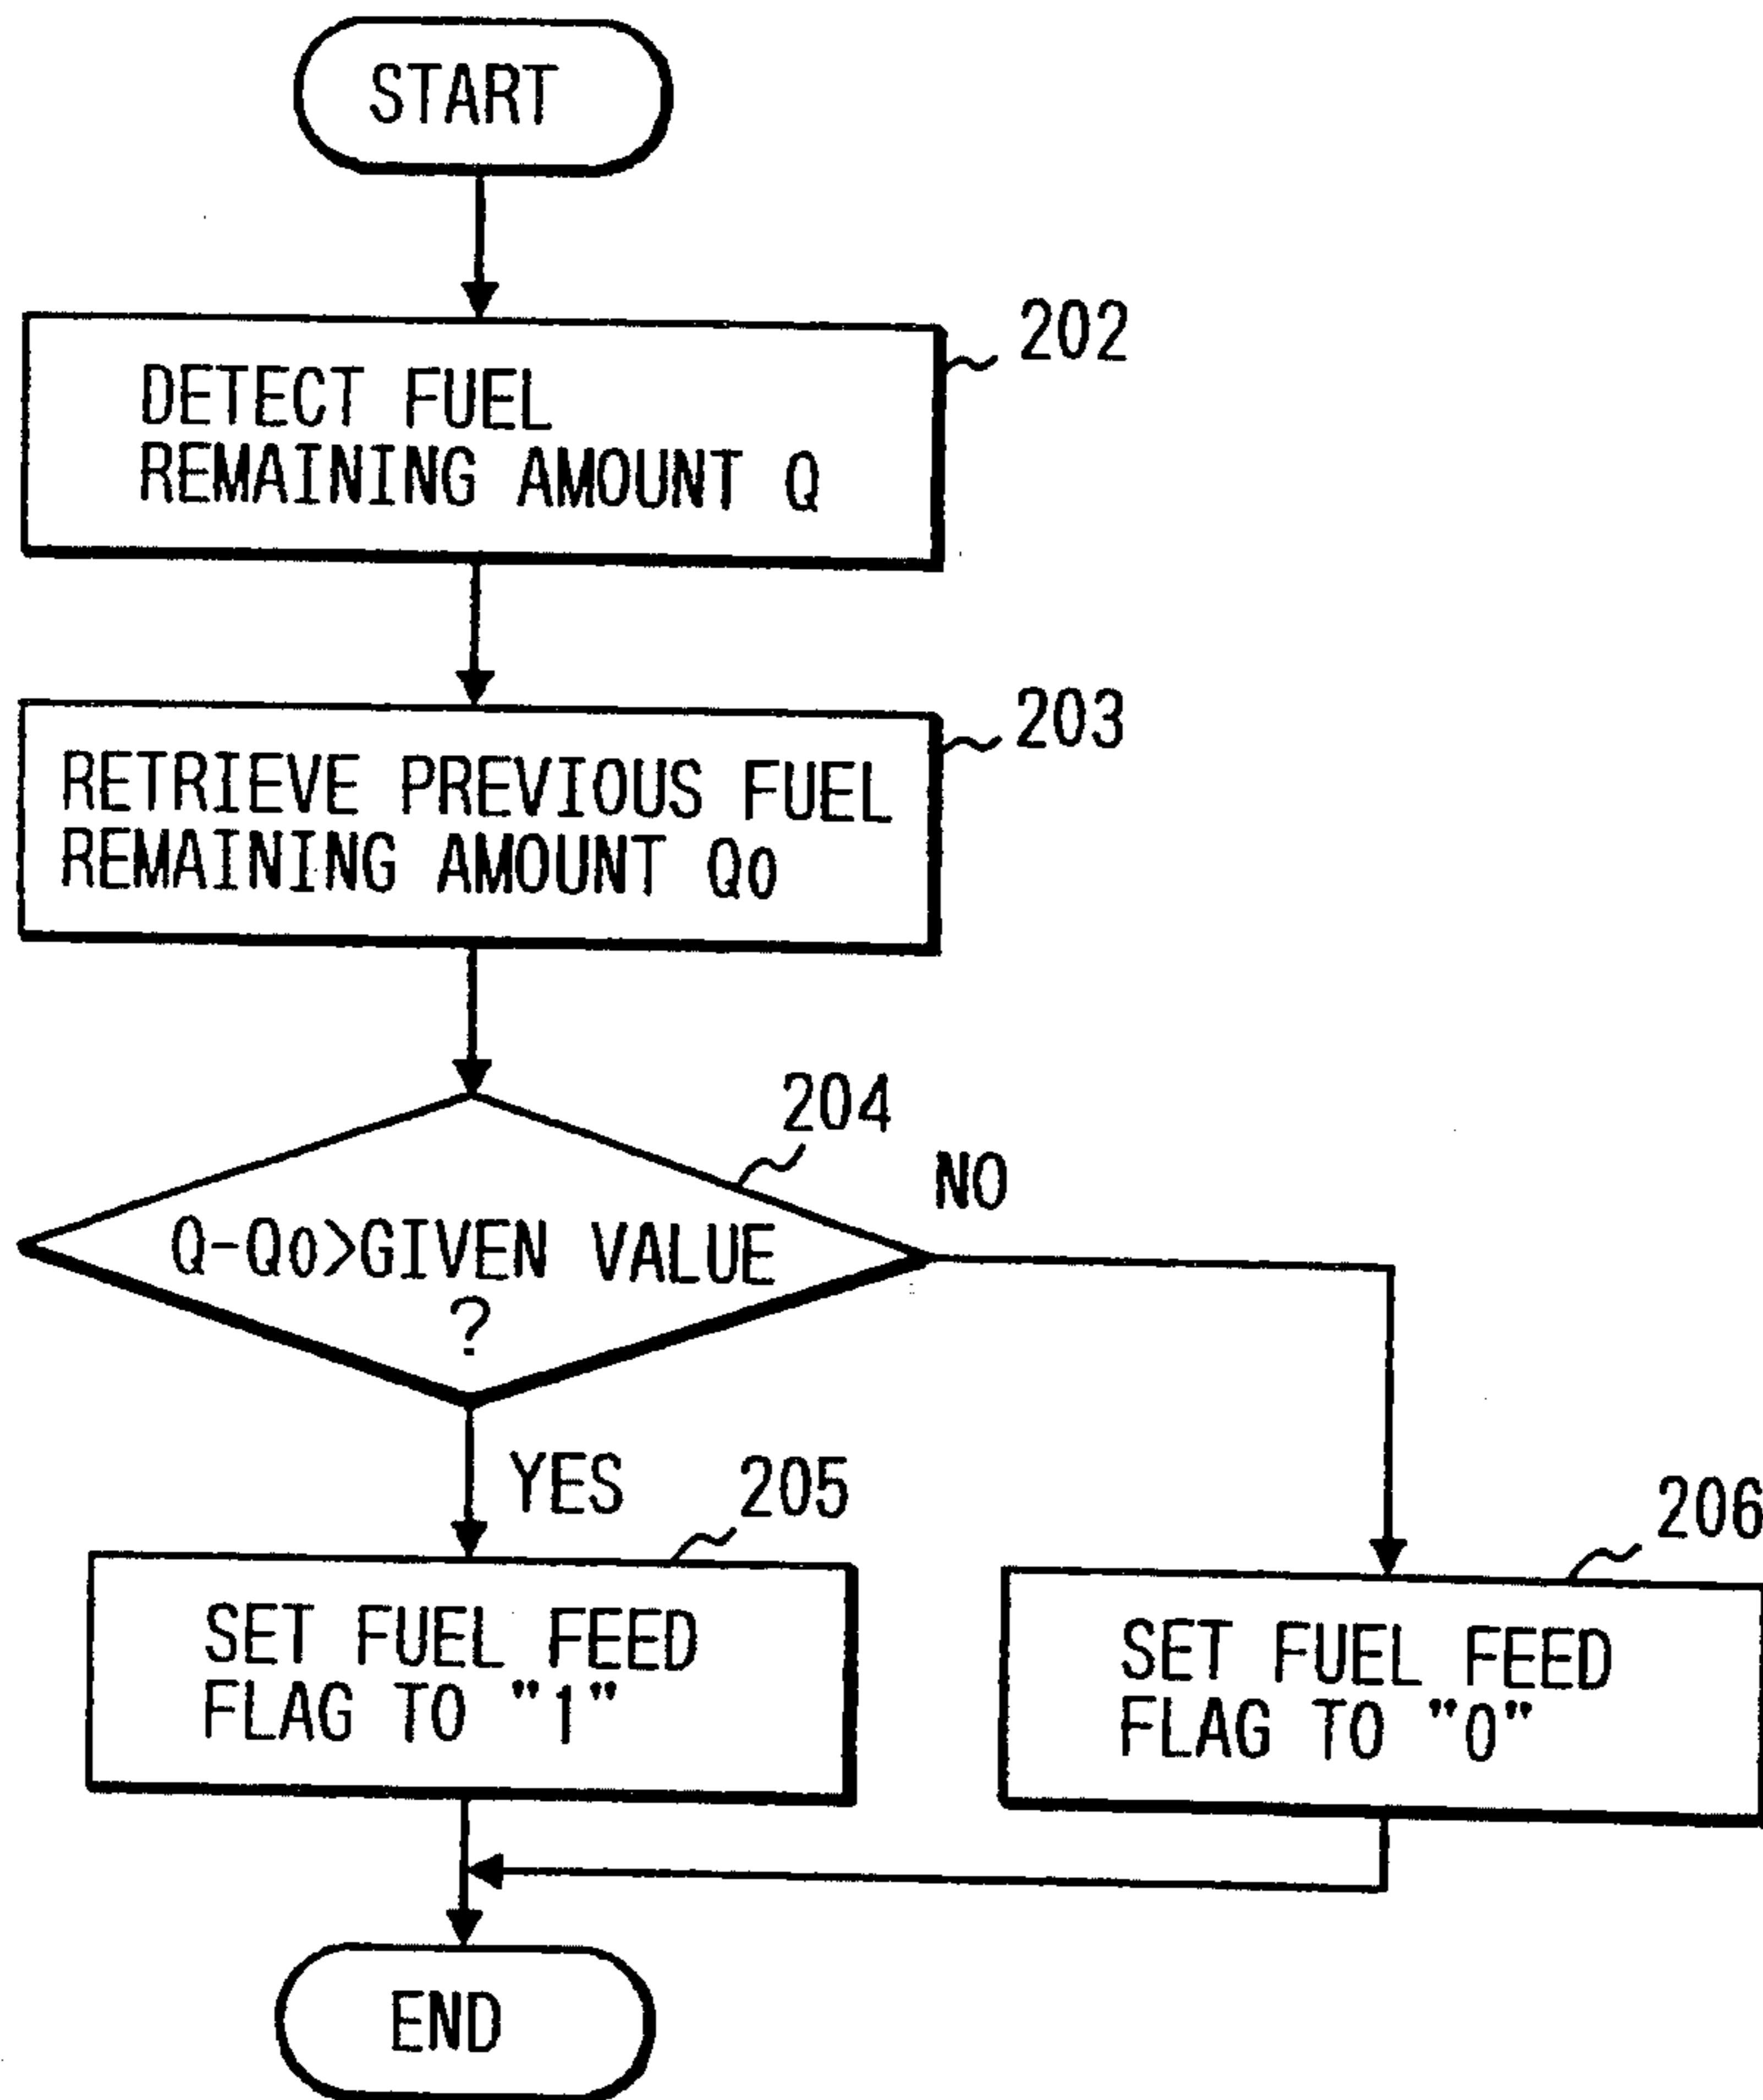 START
202
DETECT FUEL
REMAINING AMOUNT Q
203
RETRIEVE PREVIOUS FUEL
REMAINING AMOUNT Qo
204
NO
Q-Qo>GIVEN VALUE
?
YES
205
206
SET FUEL FEED
FLAG TO "1"
SET FUEL FEED
FLAG TO "0"
END